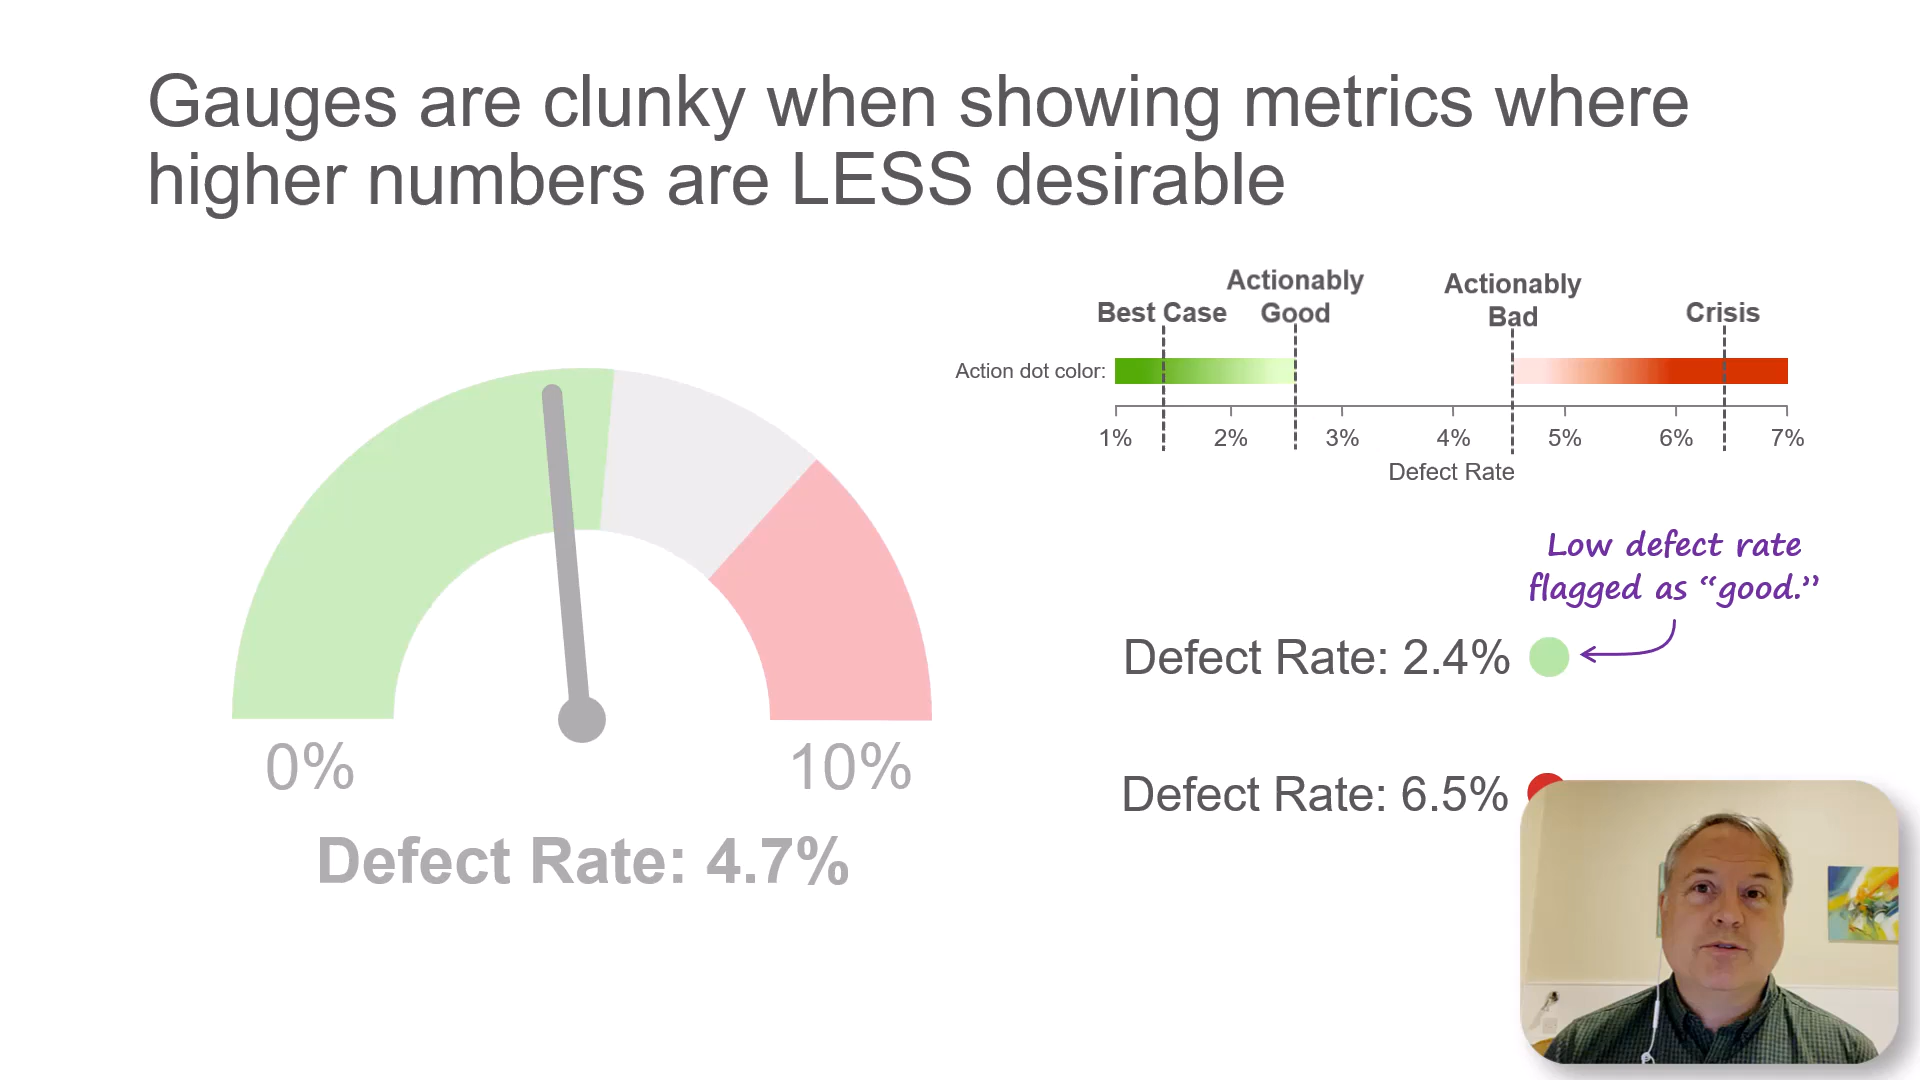 Gauges are clunky when showing metrics where
higher numbers are LESS desirable
Best Case
Actionably
Good
Actionably
Bad
Crisis
Action dot color:
1% 2% 3% 4% 5% 6% 7%
Defect Rate
Low defect rate
flagged as “good.”
Defect Rate: 2.4%
Defect Rate: 6.5%
0% 10%
Defect Rate: 4.7%